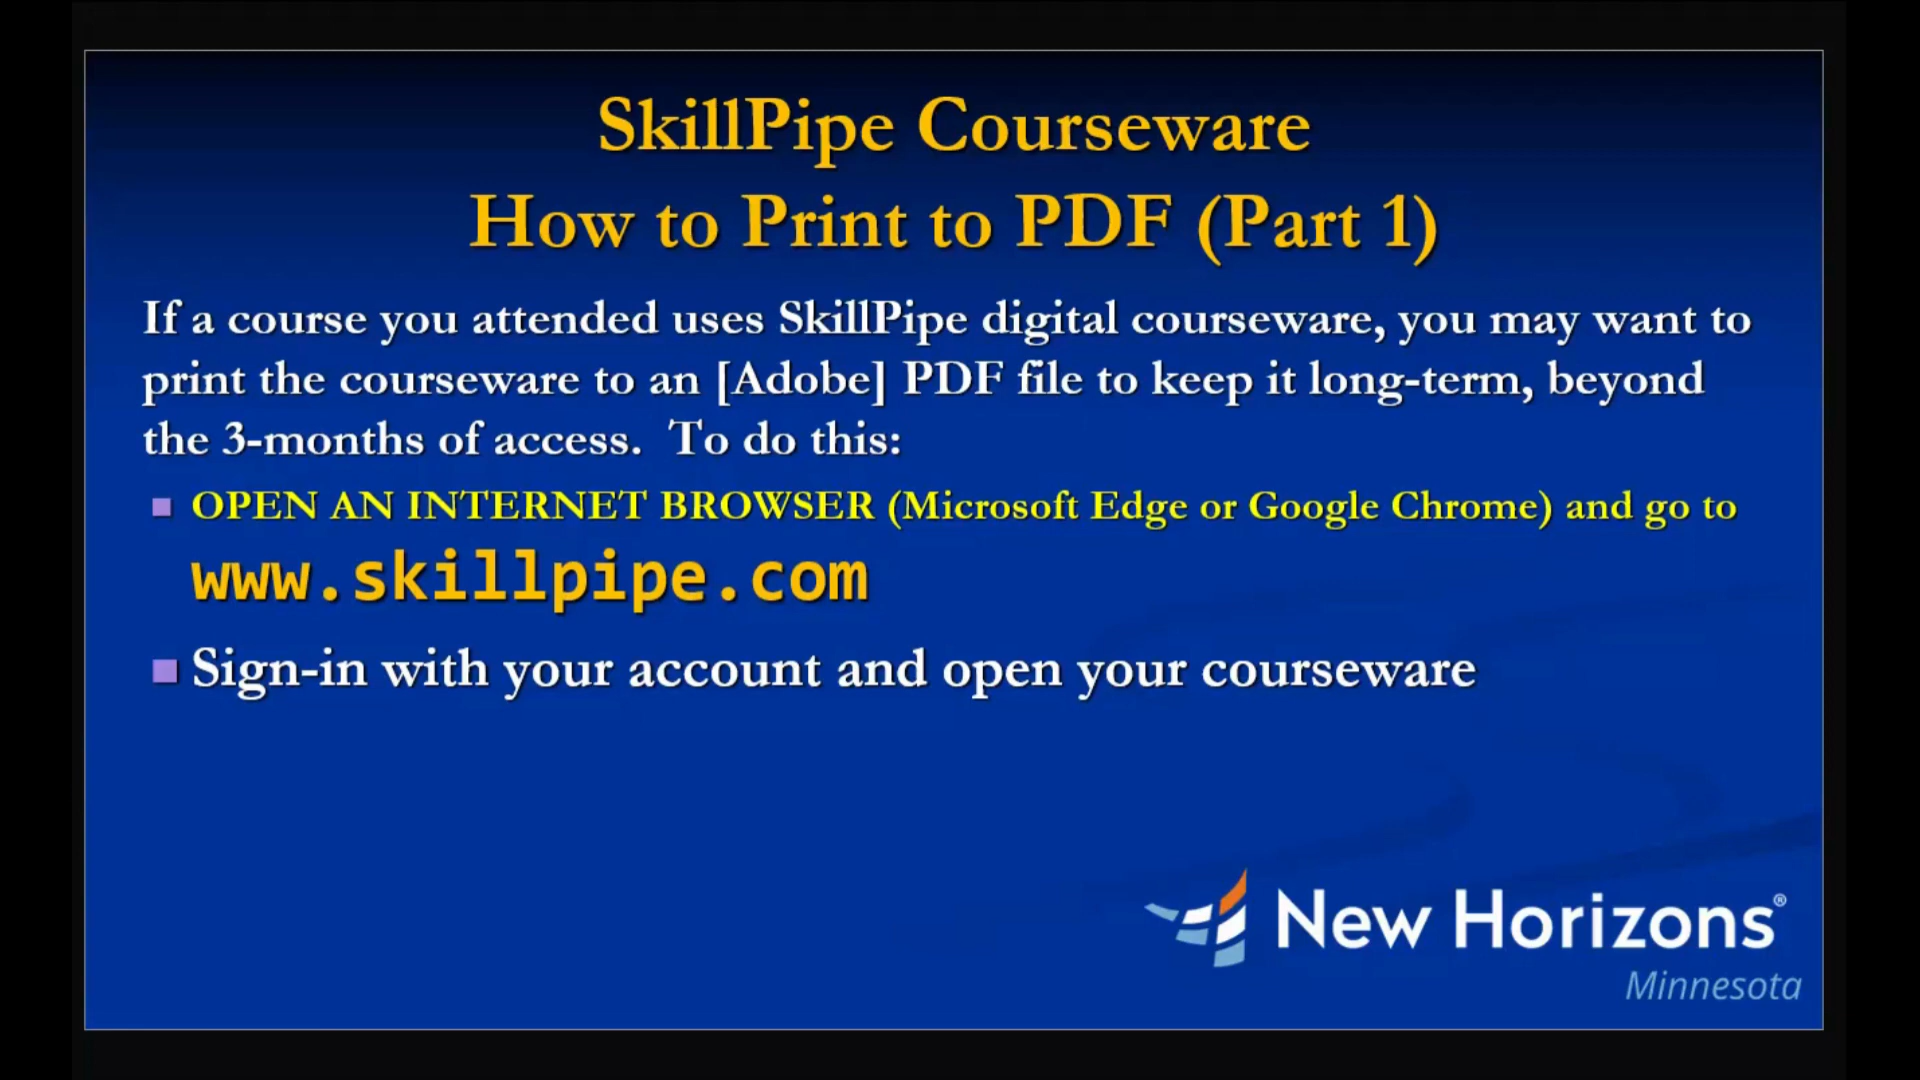 SkillPipe Courseware
How to Print to PDF (Part 1)
If a course you attended uses SkillPipe digital courseware, you may want to
print the courseware to an [Adobe] PDF file to keep it long-term, beyond
the 3-months of access.  To do this:
OPEN AN INTERNET BROWSER (Microsoft Edge or Google Chrome) and go to
www.skillpipe.com
Sign-in with your account and open your courseware
New Horizons®
Minnesota